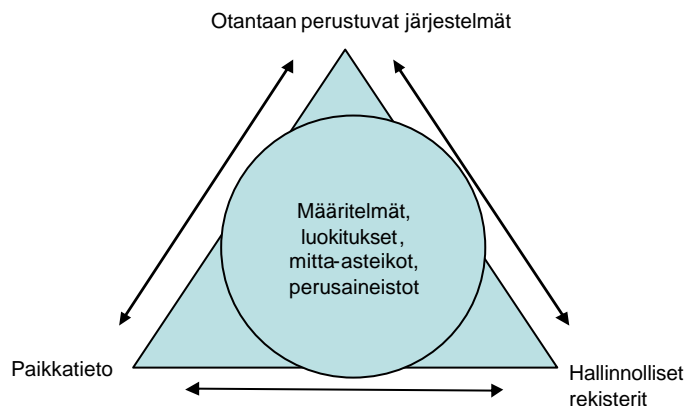 Otantaan perustuvat järjestelmät
Määritelmät,
luokitukset,
mitta-asteikot,
perusaineistot
Paikkatieto
Hallinnolliset
rekisterit